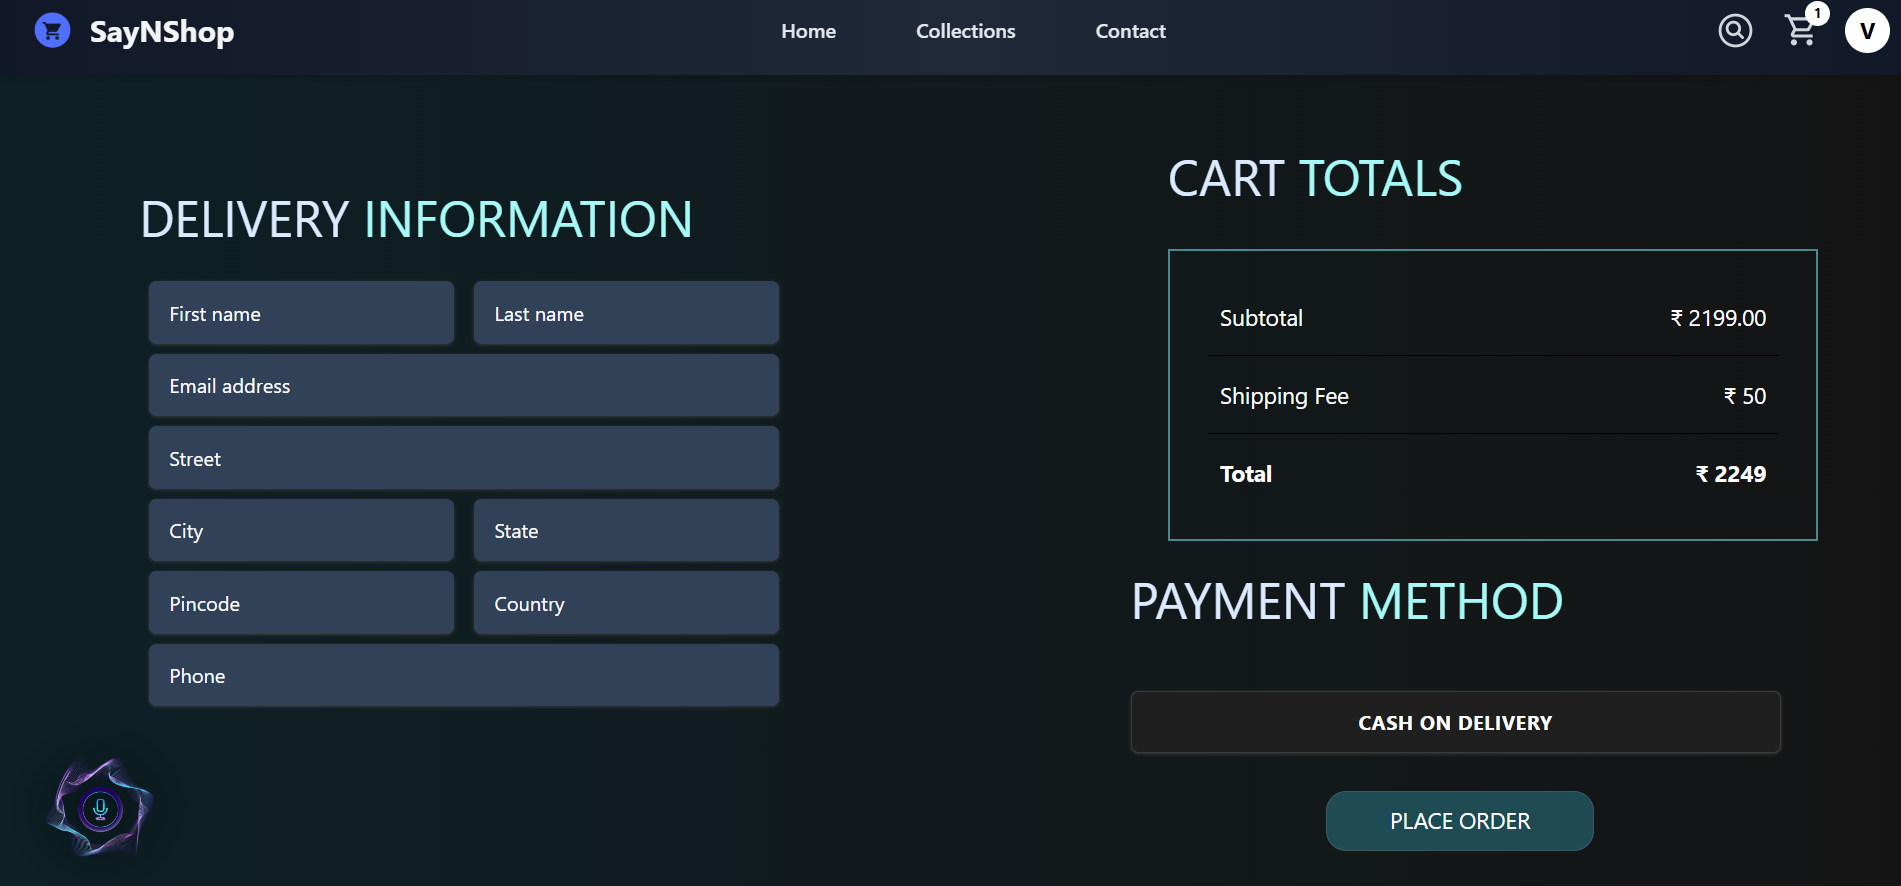 SayNShop
Home
Collections
Contact
1
V
DELIVERY INFORMATION
First name
Last name
Email address
Street
City
State
Pincode
Country
Phone
CART TOTALS
Subtotal
₹ 2199.00
Shipping Fee
₹ 50
Total
₹ 2249
PAYMENT METHOD
CASH ON DELIVERY
PLACE ORDER